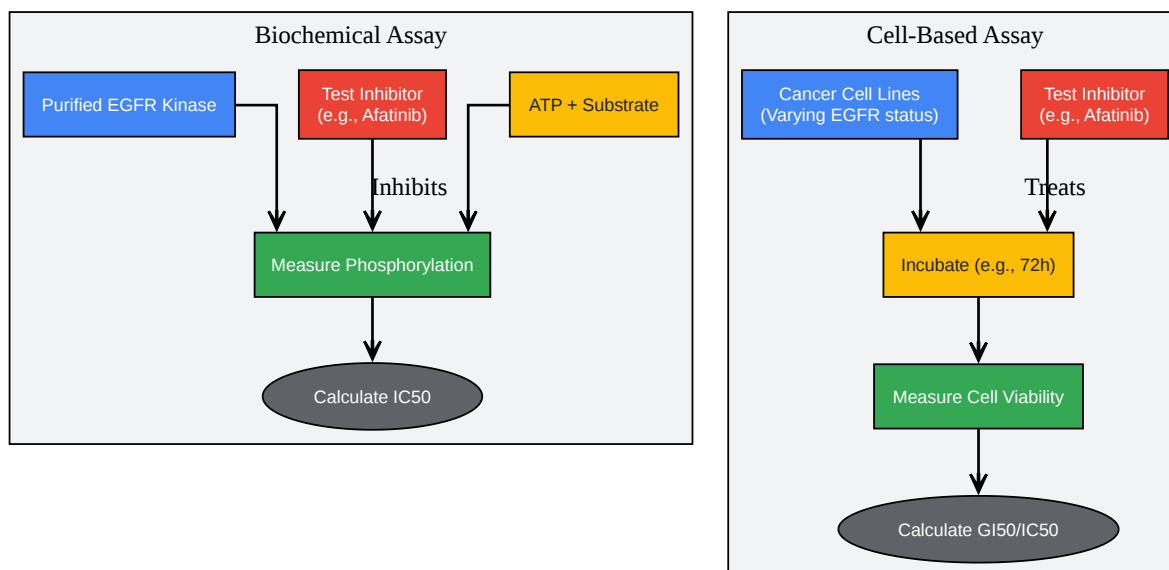 Biochemical Assay
Purified EGFR Kinase
Test Inhibitor
(e.g., Afatinib)
ATP + Substrate
Inhibits
Measure Phosphorylation
Calculate IC50
Cell-Based Assay
Cancer Cell Lines
(Varying EGFR status)
Test Inhibitor
(e.g., Afatinib)
Treats
Incubate (e.g., 72h)
Measure Cell Viability
Calculate GI50/IC50